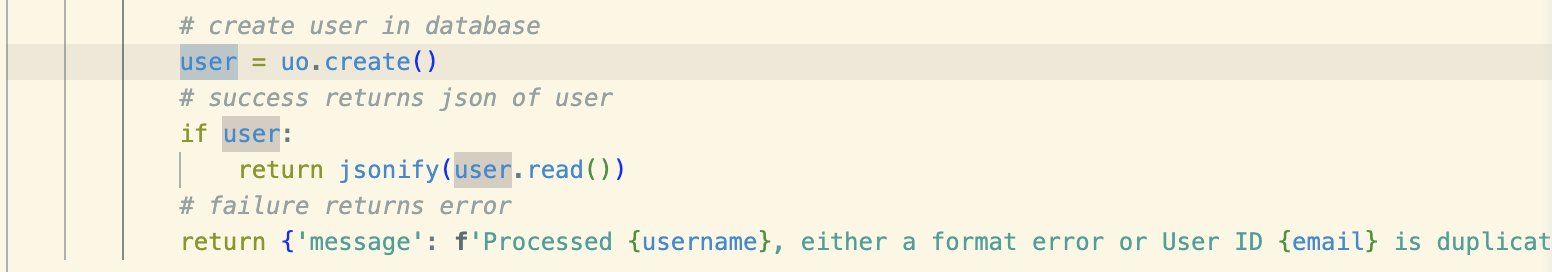 # create user in database
user = uo.create()
# success returns json of user
if user:
return jsonify(user.read())
# failure returns error
return {'message': f'Processed {username}, either a format error or User ID {email} is duplicat